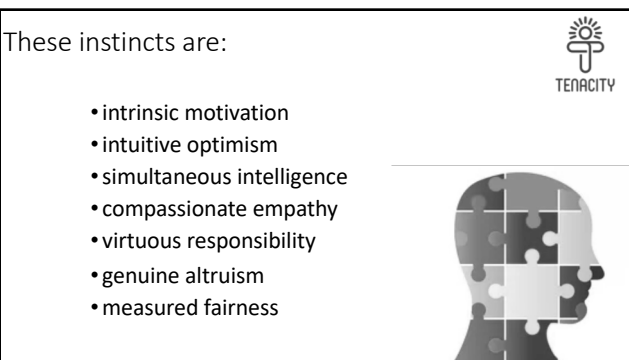 These instincts are:
TENACITY
• intrinsic motivation
• intuitive optimism
• simultaneous intelligence
• compassionate empathy
• virtuous responsibility
• genuine altruism
• measured fairness